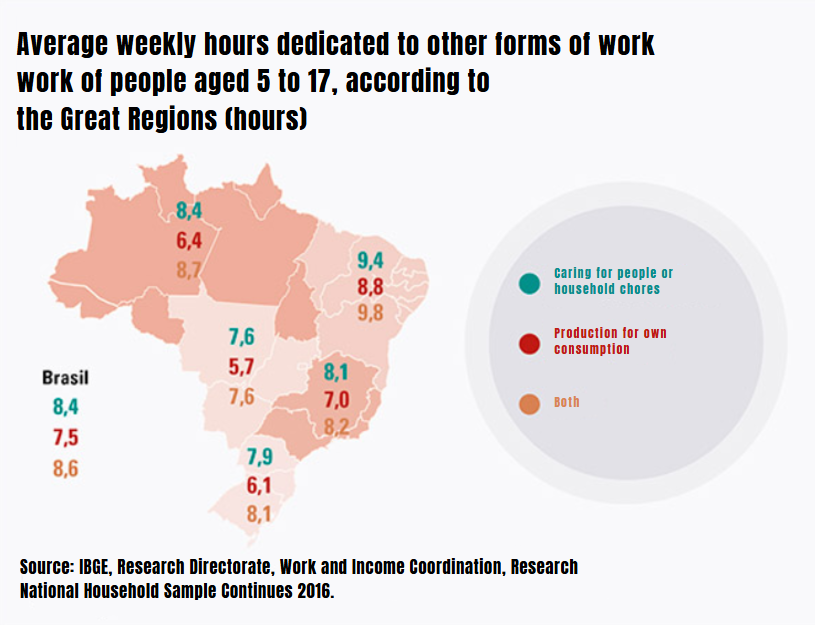 Average weekly hours dedicated to other forms of work
work of people aged 5 to 17, according to
the Great Regions (hours)
8,4
6,4
8,7
9,4
8,8
9,8
7,6
5,7
7,6
8,1
7,0
8,2
7,9
6,1
8,1
Brasil
8,4
7,5
8,6
Caring for people or
household chores
Production for own
consumption
Both
Source: IBGE, Research Directorate, Work and Income Coordination, Research
National Household Sample Continues 2016.